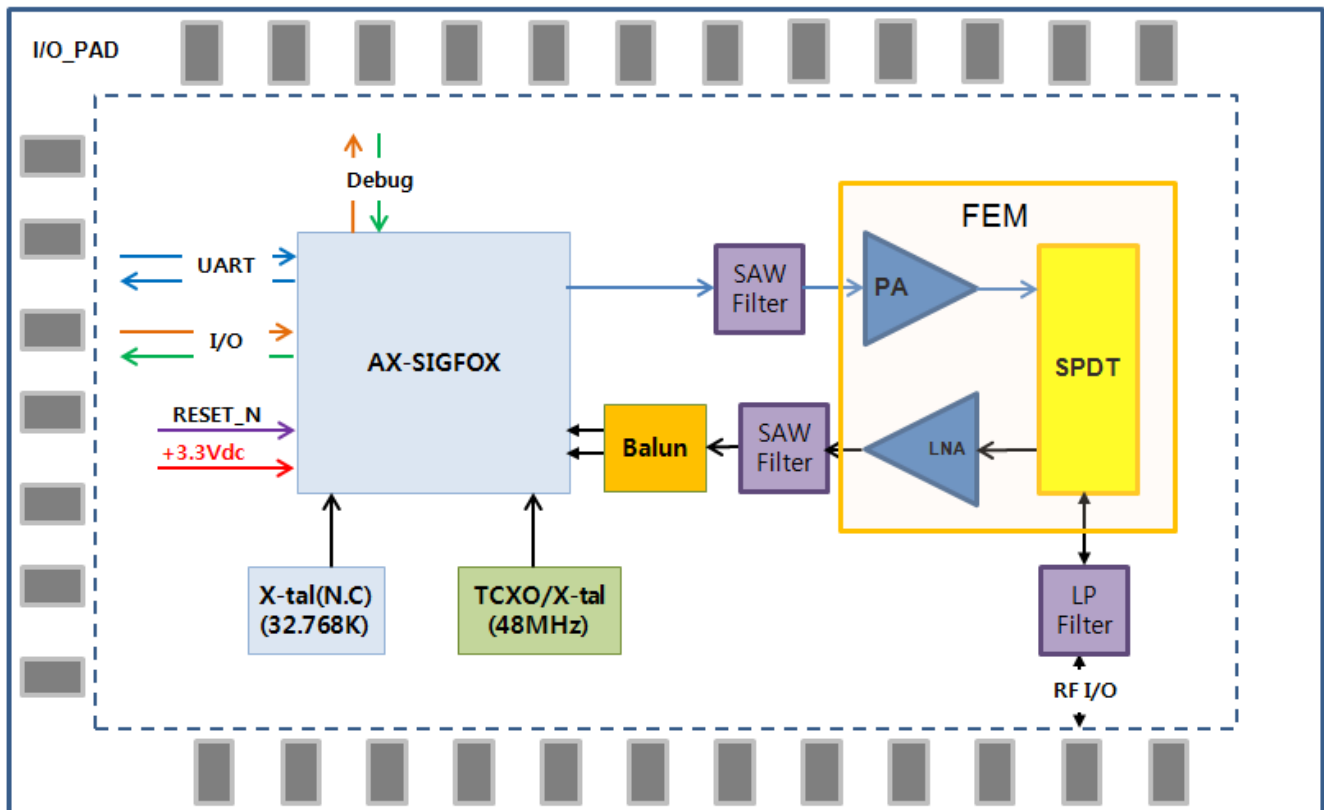 I/O_PAD
Debug
FEM
UART
SAW
Filter
PA
I/O
AX-SIGFOX
SPDT
RESET_N
+3.3Vdc
Balun
SAW
Filter
LNA
X-tal(N.C)
(32.768K)
TCXO/X-tal
(48MHz)
LP
Filter
RF I/O